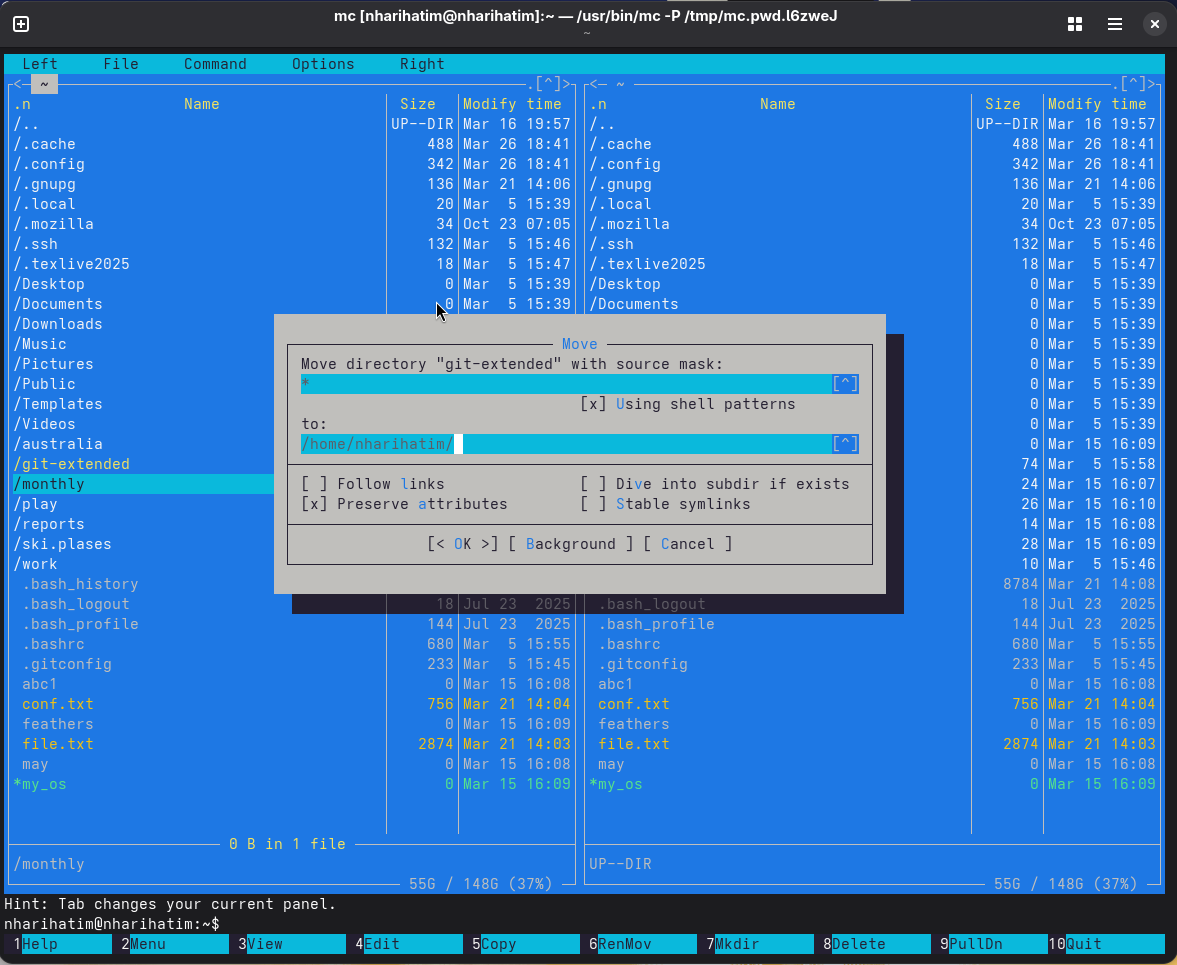 mc [nharihatim@nharihatim]:~ — /usr/bin/mc -P /tmp/mc.pwd.l6zweJ
~
Left File Command Options Right
<─ ~ .[^]> <─ ~ .[^]>
.n Name Size Modify time .n Name Size Modify time
/.. UP--DIR Mar 16 19:57 /.. UP--DIR Mar 16 19:57
/.cache 488 Mar 26 18:41 /.cache 488 Mar 26 18:41
/.config 342 Mar 26 18:41 /.config 342 Mar 26 18:41
/.gnupg 136 Mar 21 14:06 /.gnupg 136 Mar 21 14:06
/.local 20 Mar 5 15:39 /.local 20 Mar 5 15:39
/.mozilla 34 Oct 23 07:05 /.mozilla 34 Oct 23 07:05
/.ssh 132 Mar 5 15:46 /.ssh 132 Mar 5 15:46
/.texlive2025 18 Mar 5 15:47 /.texlive2025 18 Mar 5 15:47
/Desktop 0 Mar 5 15:39 /Desktop 0 Mar 5 15:39
/Documents 0 Mar 5 15:39 /Documents 0 Mar 5 15:39
/Downloads 0 Mar 5 15:39
/Music Move 0 Mar 5 15:39
/Pictures Move directory "git-extended" with source mask: 0 Mar 5 15:39
/Public * [^] 0 Mar 5 15:39
/Templates [x] Using shell patterns 0 Mar 5 15:39
/Videos to: 0 Mar 5 15:39
/australia /home/nharihatim/ [^] 0 Mar 15 16:09
/git-extended 74 Mar 5 15:58
/monthly [ ] Follow links [ ] Dive into subdir if exists 24 Mar 15 16:07
/play [x] Preserve attributes [ ] Stable symlinks 26 Mar 15 16:10
/reports 14 Mar 15 16:08
/ski.plases [< OK >] [ Background ] [ Cancel ] 28 Mar 15 16:09
/work 10 Mar 5 15:46
.bash_history 8784 Mar 21 14:08
.bash_logout 18 Jul 23 2025 .bash_logout 18 Jul 23 2025
.bash_profile 144 Jul 23 2025 .bash_profile 144 Jul 23 2025
.bashrc 680 Mar 5 15:55 .bashrc 680 Mar 5 15:55
.gitconfig 233 Mar 5 15:45 .gitconfig 233 Mar 5 15:45
abc1 0 Mar 15 16:08 abc1 0 Mar 15 16:08
conf.txt 756 Mar 21 14:04 conf.txt 756 Mar 21 14:04
feathers 0 Mar 15 16:09 feathers 0 Mar 15 16:09
file.txt 2874 Mar 21 14:03 file.txt 2874 Mar 21 14:03
may 0 Mar 15 16:08 may 0 Mar 15 16:08
*my_os 0 Mar 15 16:09 *my_os 0 Mar 15 16:09
0 B in 1 file
/monthly UP--DIR
55G / 148G (37%) 55G / 148G (37%)
Hint: Tab changes your current panel.
nharihatim@nharihatim:~$
1Help 2Menu 3View 4Edit 5Copy 6RenMov 7Mkdir 8Delete 9PullDn 10Quit